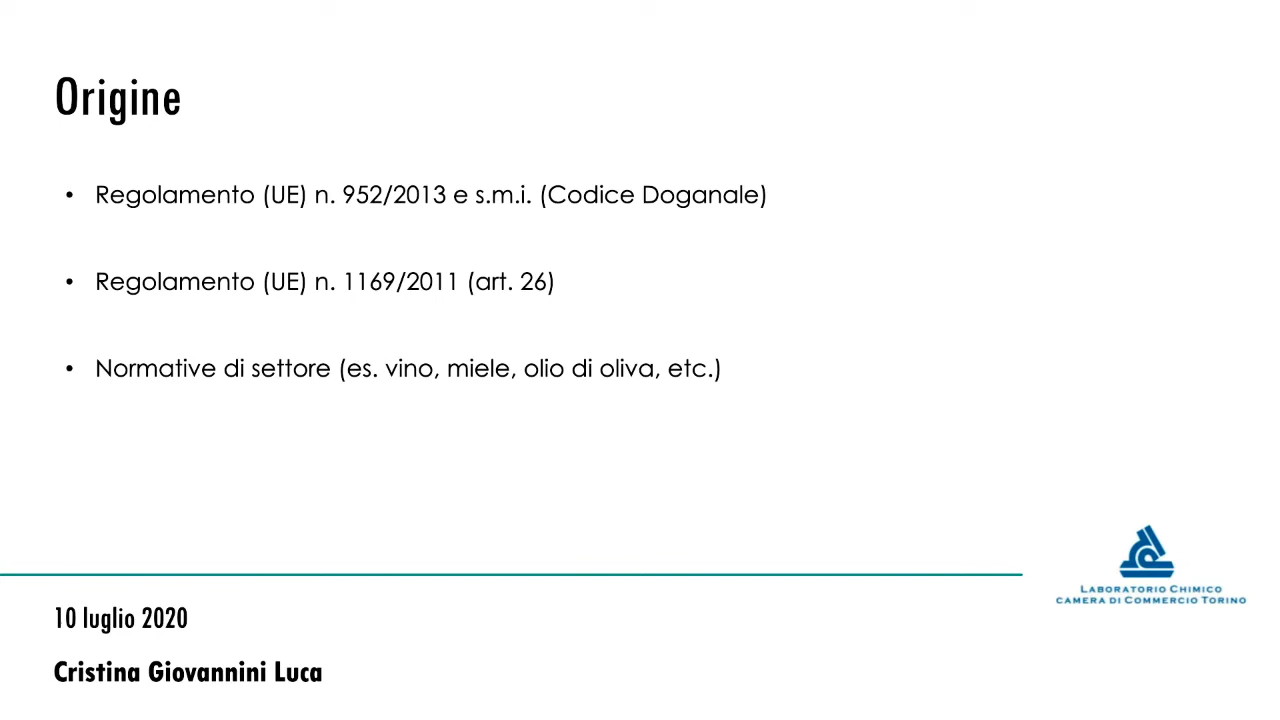 Origine
• Regolamento (UE) n. 952/2013 e s.m.i. (Codice Doganale)
• Regolamento (UE) n. 1169/2011 (art. 26)
• Normative di settore (es. vino, miele, olio di oliva, etc.)
LABORATORIO CHIMICO
CAMERA DI COMMERCIO TORINO
10 luglio 2020
Cristina Giovannini Luca